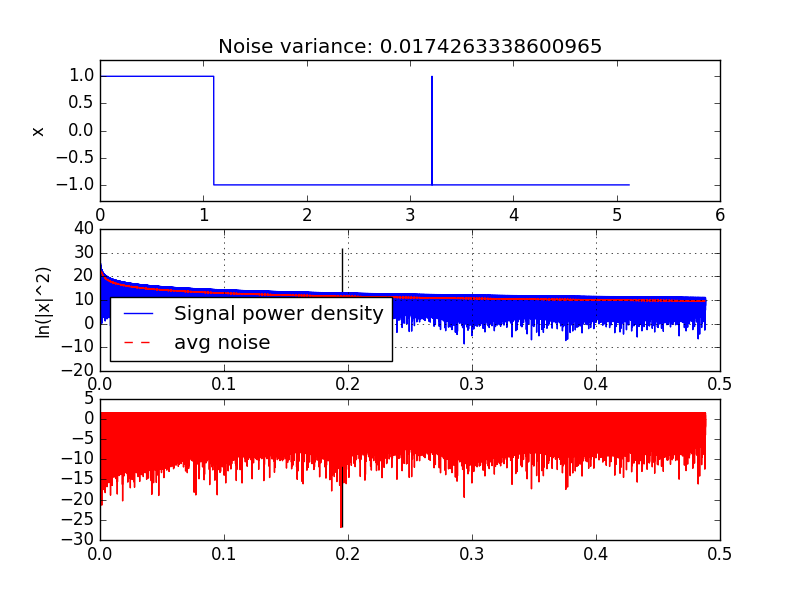 Noise variance: 0.0174263338600965
x
1.0
0.5
0.0
−0.5
−1.0
0 1 2 3 4 5 6
ln(|x|^2)
40
30
20
10
0
−10
−20
Signal power density
avg noise
0.0 0.1 0.2 0.3 0.4 0.5
5
0
−5
−10
−15
−20
−25
−30
0.0 0.1 0.2 0.3 0.4 0.5